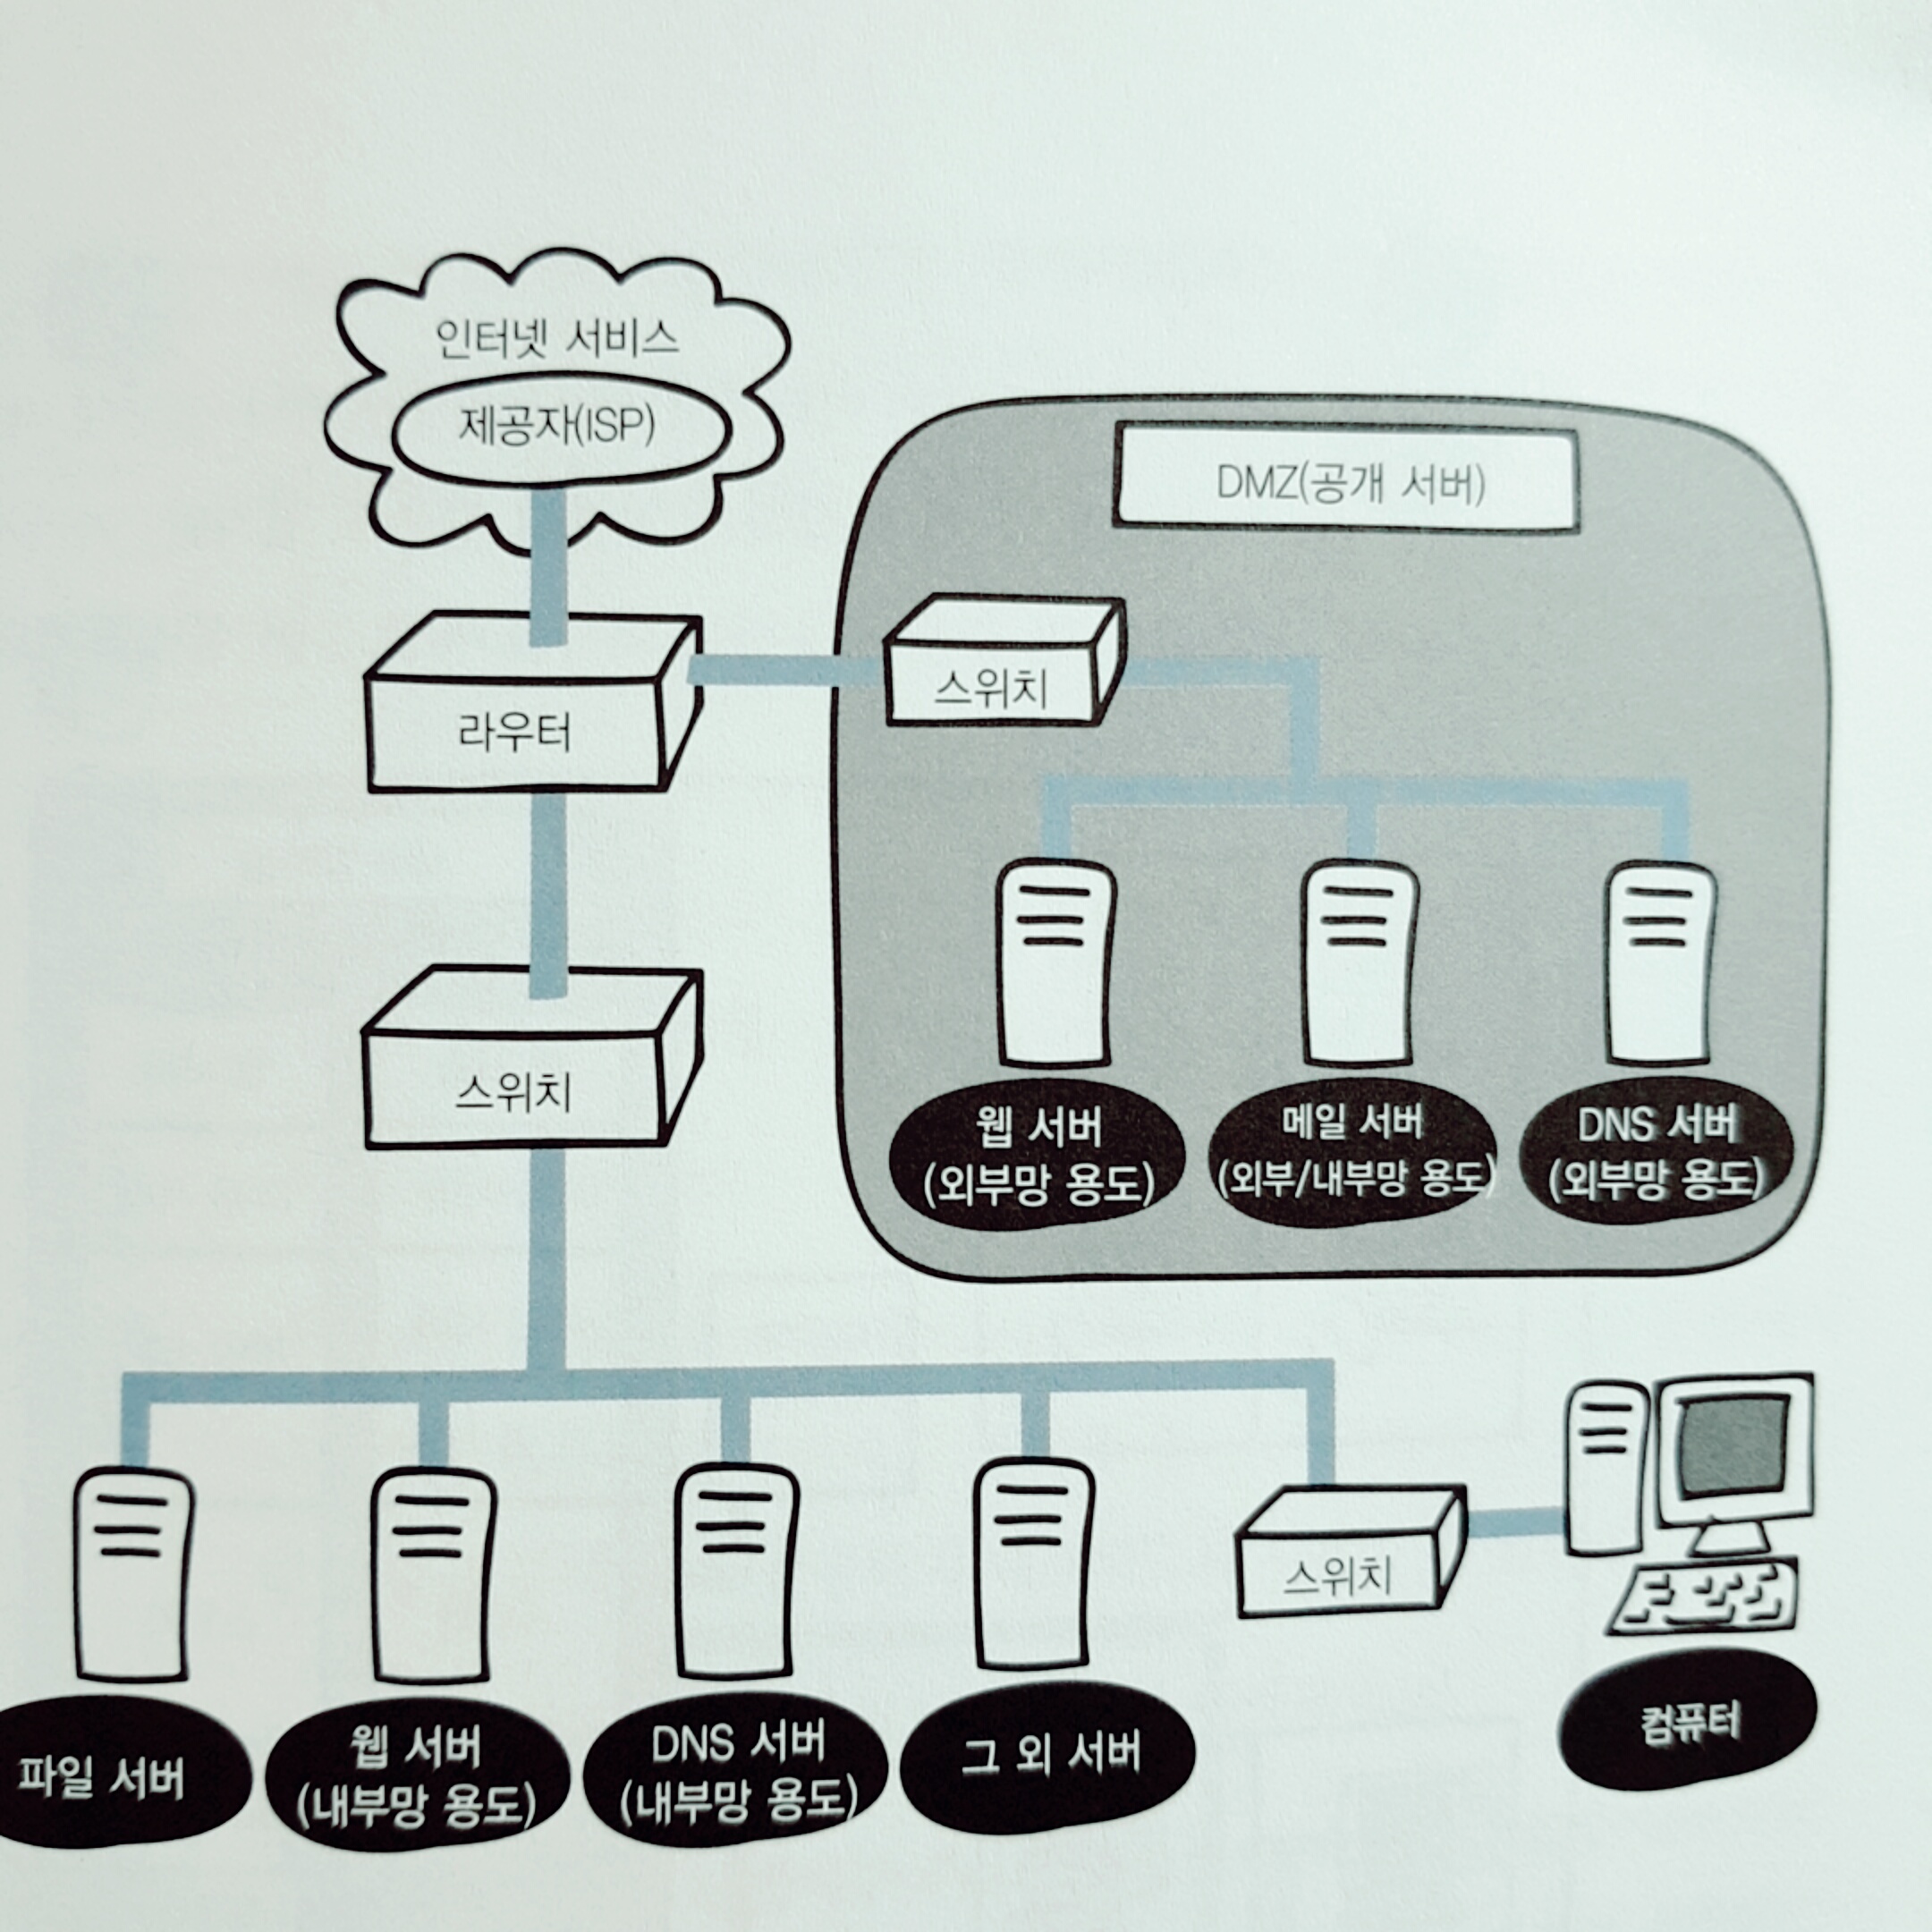 인터넷 서비스
제공자(ISP)
DMZ(공개 서버)
라우터
스위치
스위치
웹 서버
(외부망 용도)
메일 서버
(외부/내부망 용도)
DNS 서버
(외부망 용도)
스위치
파일 서버
웹 서버
(내부망 용도)
DNS 서버
(내부망 용도)
그 외 서버
컴퓨터